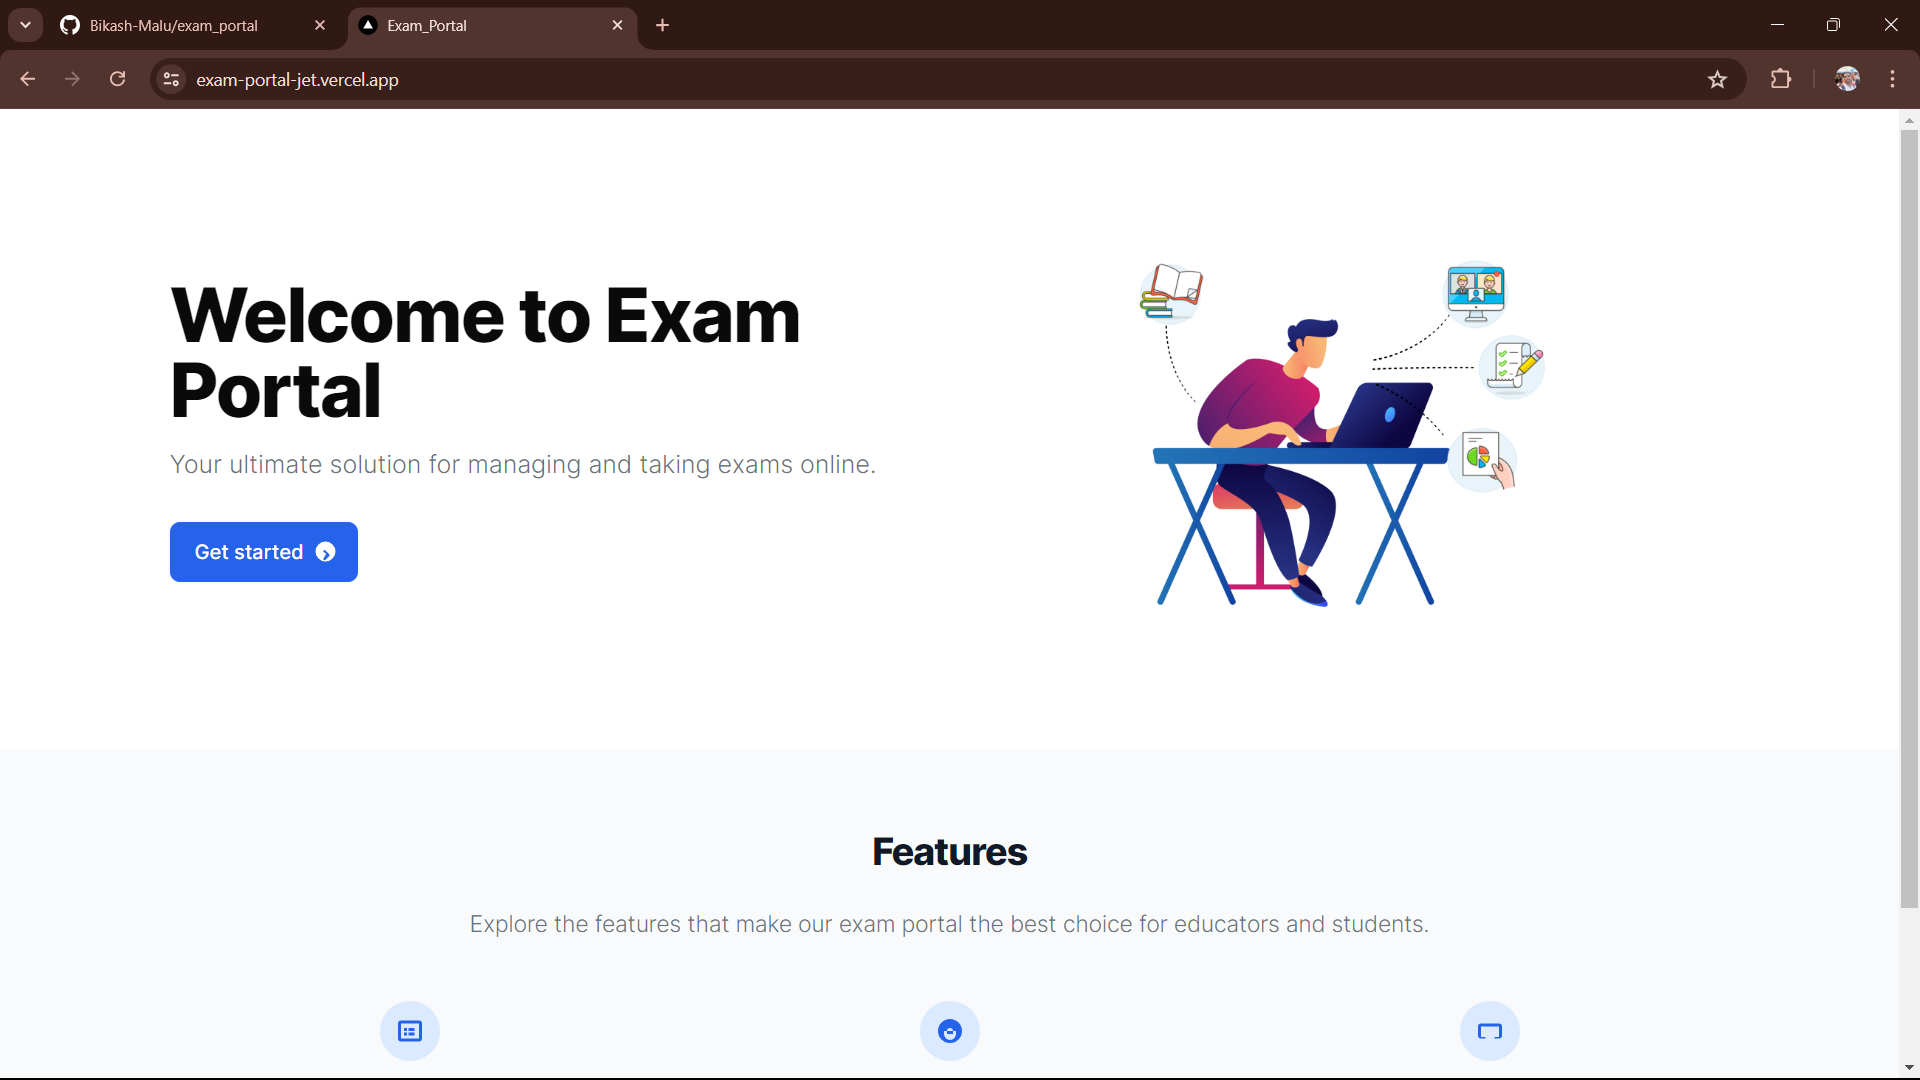 Bikash-Malu/exam_portal
Exam_Portal
exam-portal-jet.vercel.app
Welcome to Exam
Portal
Your ultimate solution for managing and taking exams online.
Get started
Features
Explore the features that make our exam portal the best choice for educators and students.